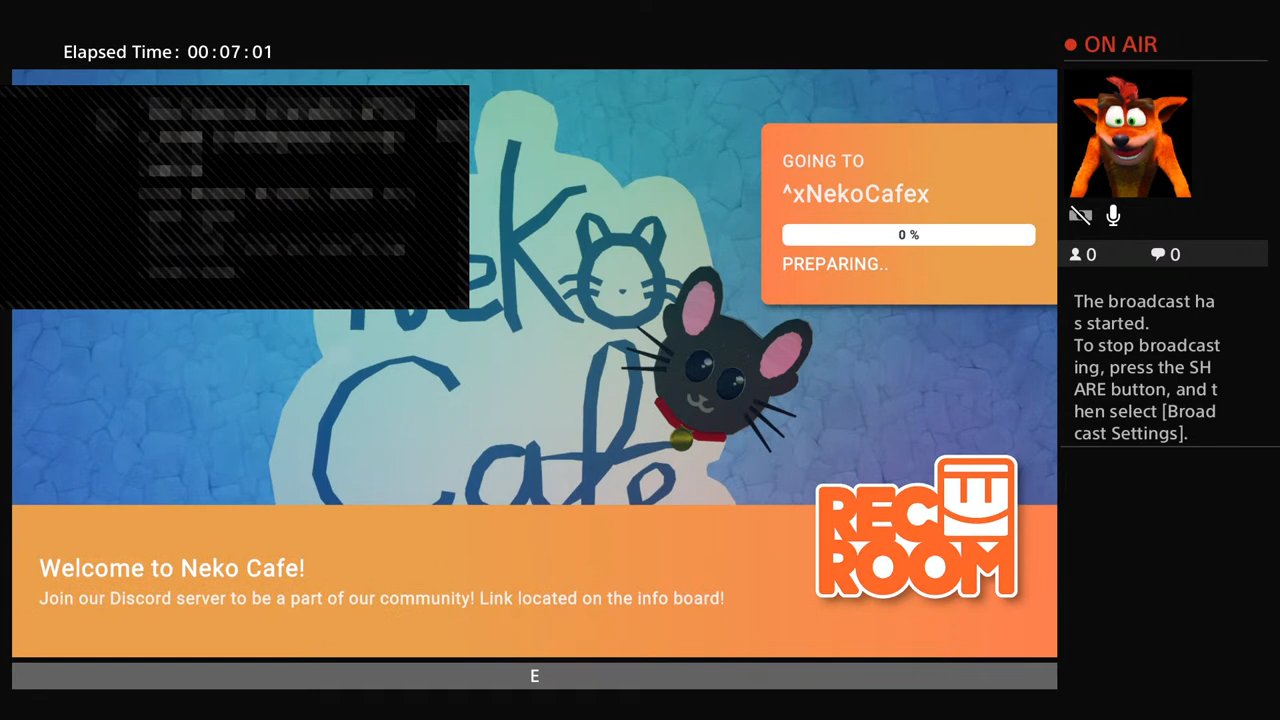 Elapsed Time: 00:07:01
ON AIR
Neko
Cafe
GOING TO
^xNekoCafex
0 %
PREPARING..
0
0
The broadcast ha
s started.
To stop broadcast
ing, press the SH
ARE button, and t
hen select [Broad
cast Settings].
REC
ROOM
Welcome to Neko Cafe!
Join our Discord server to be a part of our community! Link located on the info board!
E